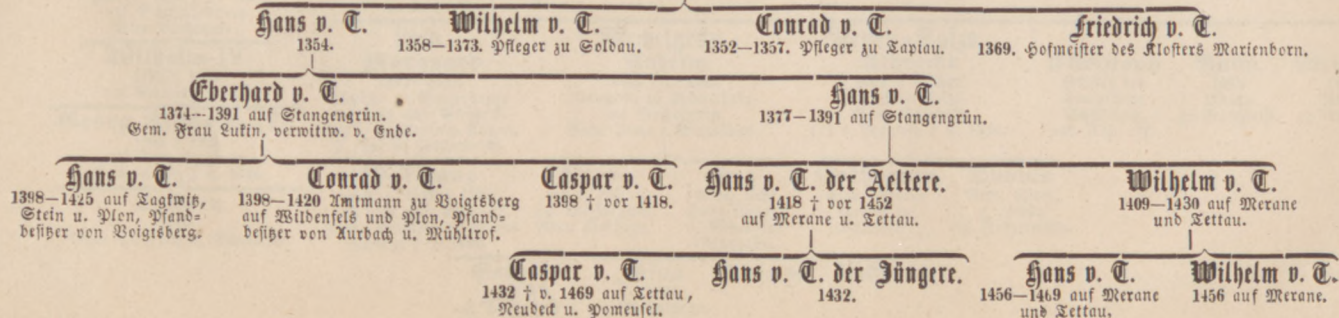 Hans v. T.
1354.
Wilhelm v. T.
1358—1373. Pfleger zu Soldau.
Conrad v. T.
1352—1357. Pfleger zu Tapiau.
Friedrich v. T.
1369. Hofmeister des Klosters Marienborn.
Eberhard v. T.
1374—1391 auf Stangengrün.
Gem. Frau Lukin, verwittw. v. Ende.
Hans v. T.
1377—1391 auf Stangengrün.
Hans v. T.
1398—1425 auf Tagkwitz,
Stein u. Plon, Pfand-
besitzer von Voigtsberg.
Conrad v. T.
1398—1420 Amtmann zu Voigtsberg
auf Wildenfels und Plon, Pfand-
besitzer von Aurbach u. Mühltrof.
Caspar v. T.
1398 † vor 1418.
Hans v. T. der Aeltere.
1418 † vor 1452
auf Merane u. Tettau.
Wilhelm v. T.
1409—1430 auf Merane
und Tettau.
Caspar v. T.
1432 † v. 1469 auf Tettau,
Neudeck u. Pomeusel.
Hans v. T. der Jüngere.
1432.
Hans v. T.
1456—1469 auf Merane
und Tettau.
Wilhelm v. T.
1456 auf Merane.